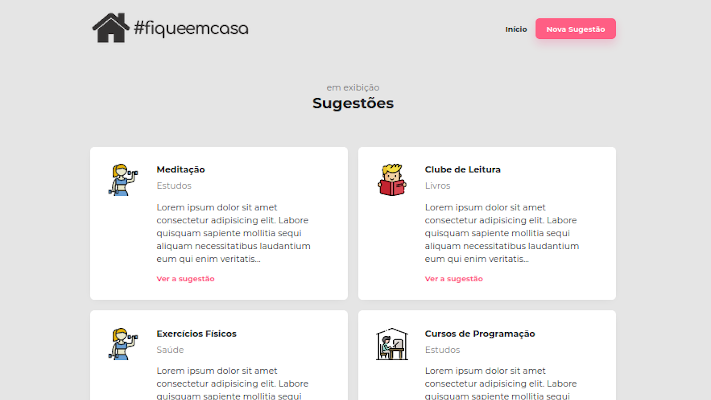 #fiqueemcasa
Início
Nova Sugestão
em exibição
Sugestões
Meditação
Estudos
Lorem ipsum dolor sit amet
consectetur adipisicing elit. Labore
quisquam sapiente mollitia sequi
aliquam necessitatibus laudantium
eum qui enim veritatis...
Ver a sugestão
Clube de Leitura
Livros
Lorem ipsum dolor sit amet
consectetur adipisicing elit. Labore
quisquam sapiente mollitia sequi
aliquam necessitatibus laudantium
eum qui enim veritatis...
Ver a sugestão
Exercícios Físicos
Saúde
Lorem ipsum dolor sit amet
consectetur adipisicing elit. Labore
quisquam sapiente mollitia sequi
Cursos de Programação
Estudos
Lorem ipsum dolor sit amet
consectetur adipisicing elit. Labore
quisquam sapiente mollitia sequi